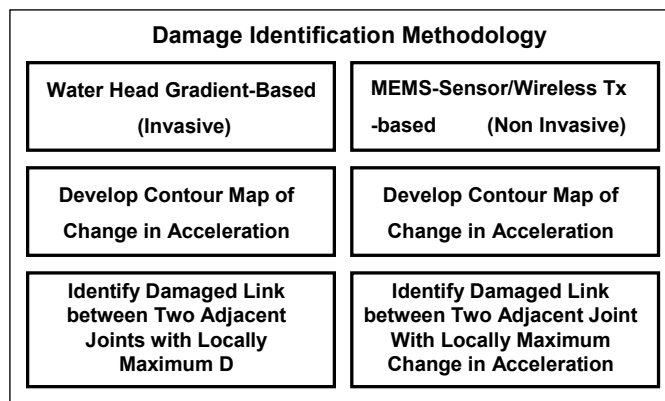 Damage Identification Methodology
Water Head Gradient-Based
(Invasive)
MEMS-Sensor/Wireless Tx
-based (Non Invasive)
Develop Contour Map of
Change in Acceleration
Develop Contour Map of
Change in Acceleration
Identify Damaged Link
between Two Adjacent
Joints with Locally
Maximum D
Identify Damaged Link
between Two Adjacent Joint
With Locally Maximum
Change in Acceleration